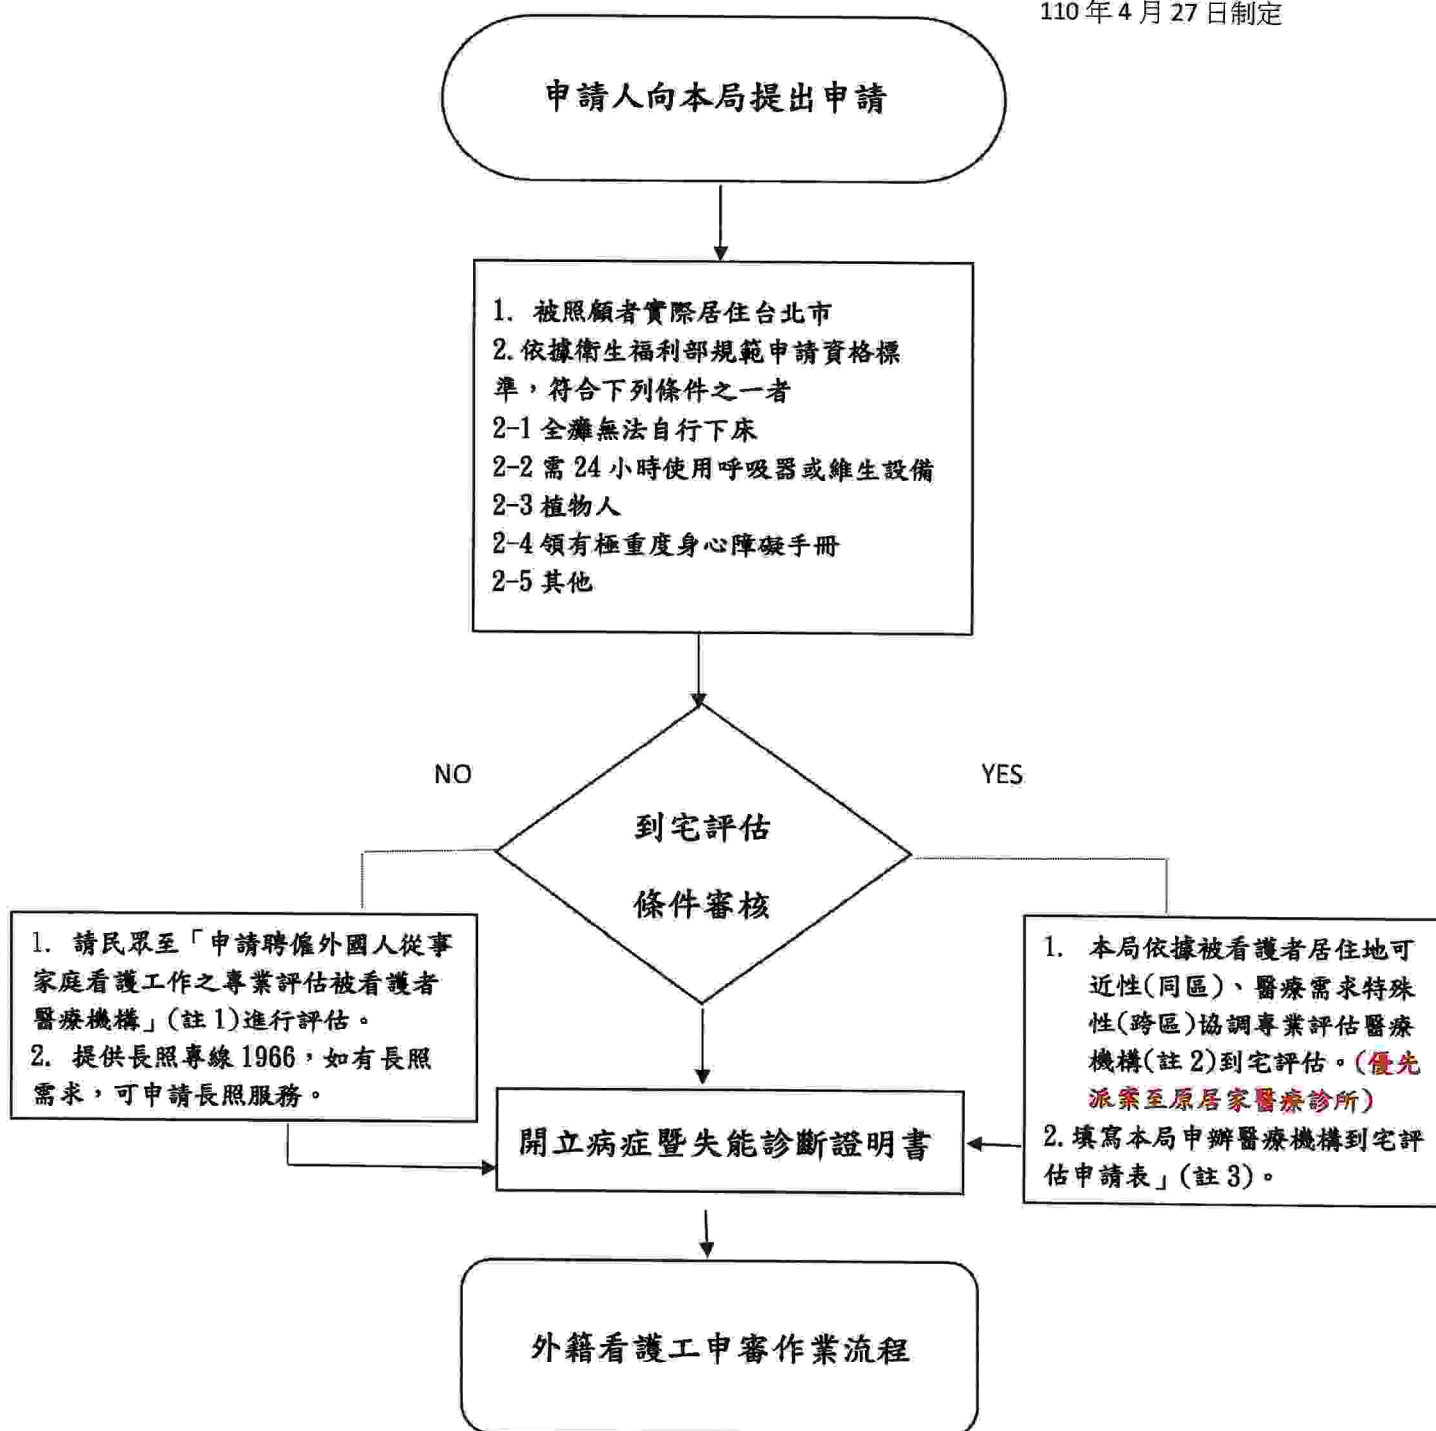 110 年 4 月 27 日制定
申請人向本局提出申請
1. 被照顧者實際居住台北市
2.依據衛生福利部規範申請資格標
準，符合下列條件之一者
2-1 全癱無法自行下床
2-2 需 24 小時使用呼吸器或維生設備
2-3 植物人
2-4 領有極重度身心障礙手冊
2-5 其他
NO
YES
到宅評估
條件審核
1. 請民眾至「申請聘僱外國人從事
家庭看護工作之專業評估被看護者
醫療機構」(註 1)進行評估。
2. 提供長照專線 1966，如有長照
需求，可申請長照服務。
1. 本局依據被看護者居住地可
近性(同區)、醫療需求特殊
性(跨區)協調專業評估醫療
機構(註 2)到宅評估。(優先
派案至原居家醫療診所)
2.填寫本局申辦醫療機構到宅評
估申請表」(註 3)。
開立病症暨失能診斷證明書
外籍看護工申審作業流程